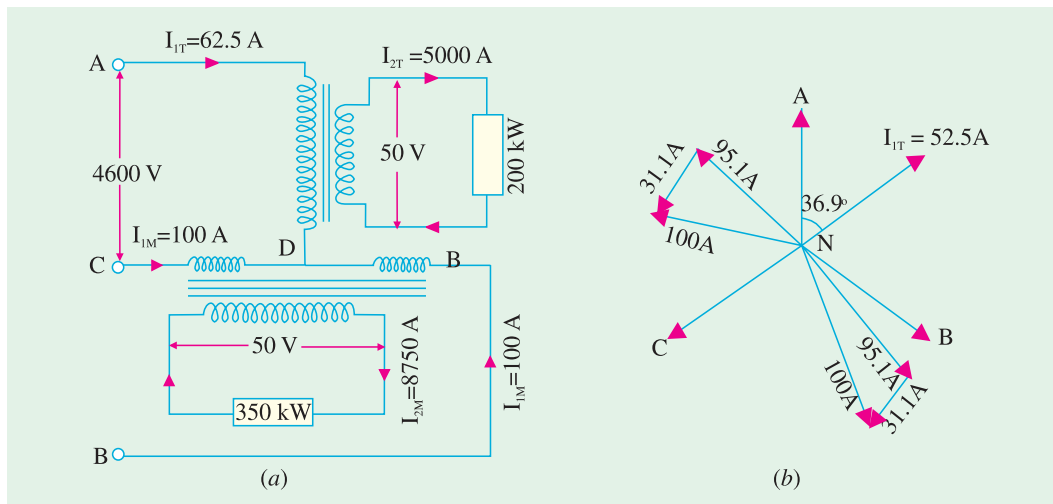 I1T=62.5 A
A
I2T =5000 A
4600 V
50 V
200 kW
I1M=100 A
D
C
B
50 V
I2M=8750 A
I1M=100 A
350 kW
B
(a)
A
I1T = 52.5A
31.1A
95.1A
36.9o
100A
N
C
B
95.1A
100A
31.1A
(b)